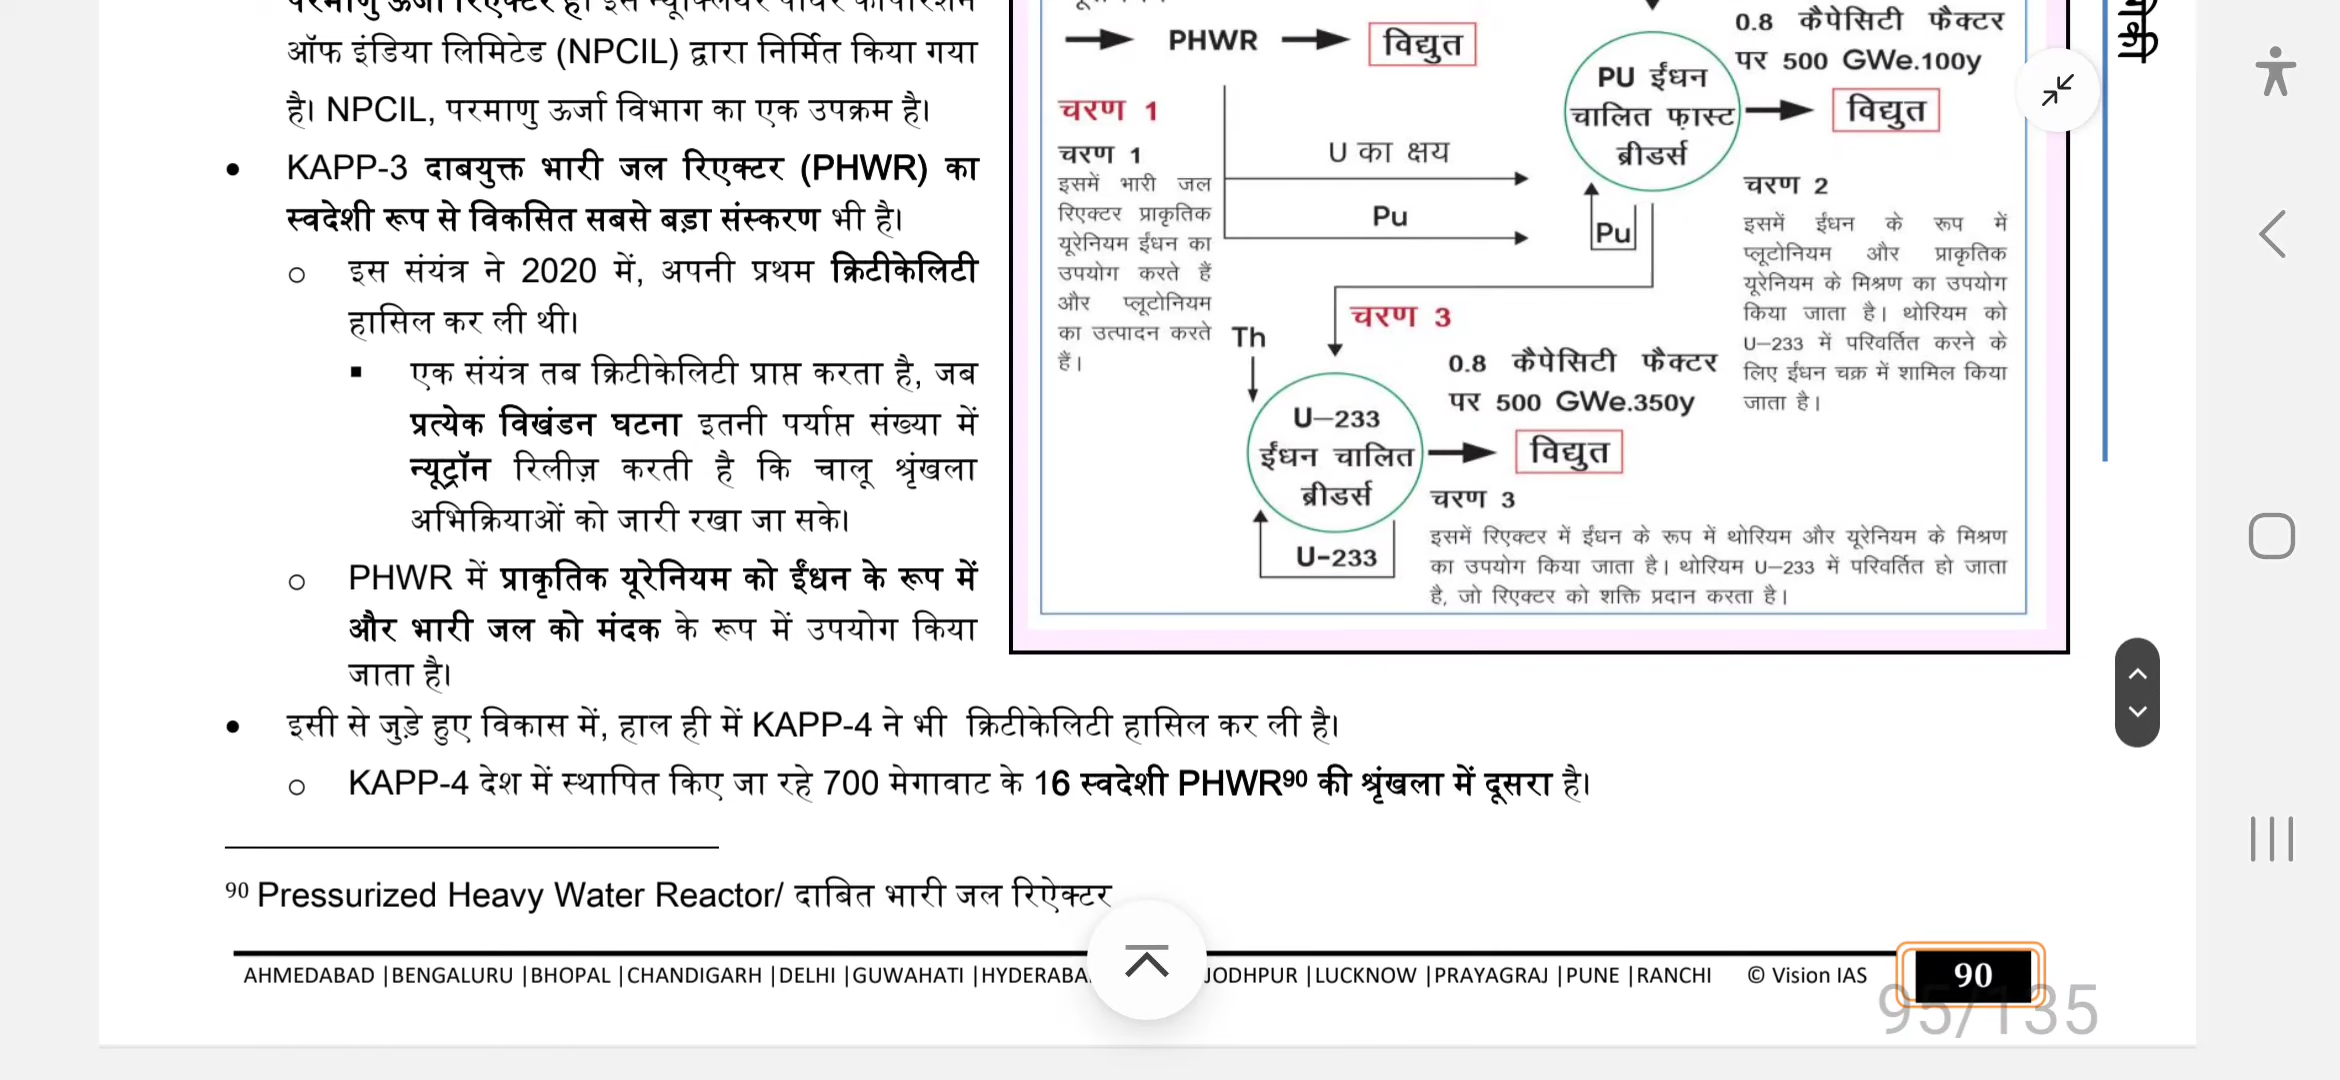 ऑफ इंडिया लिमिटेड (NPCIL) द्वारा निर्मित किया गया
है। NPCIL, परमाणु ऊर्जा विभाग का एक उपक्रम है।
• KAPP-3 दाबयुक्त भारी जल रिएक्टर (PHWR) का
स्वदेशी रूप से विकसित सबसे बड़ा संस्करण भी है।
o इस संयंत्र ने 2020 में, अपनी प्रथम क्रिटीकेलिटी
हासिल कर ली थी।
▪ एक संयंत्र तब क्रिटीकेलिटी प्राप्त करता है, जब
प्रत्येक विखंडन घटना इतनी पर्याप्त संख्या में
न्यूट्रॉन रिलीज़ करती है कि चालू श्रृंखला
अभिक्रियाओं को जारी रखा जा सके।
o PHWR में प्राकृतिक यूरेनियम को ईंधन के रूप में
और भारी जल को मंदक के रूप में उपयोग किया
जाता है।
PHWR
विद्युत
चरण 1
चरण 1
इसमें भारी जल
रिएक्टर प्राकृतिक
यूरेनियम ईंधन का
उपयोग करते हैं
और प्लूटोनियम
का उत्पादन करते
हैं।
U का क्षय
Pu
PU ईंधन
चालित फ़ास्ट
ब्रीडर्स
Pu
0.8 कैपेसिटी फैक्टर
पर 500 GWe.100y
विद्युत
चरण 2
इसमें ईंधन के रूप में
प्लूटोनियम और प्राकृतिक
यूरेनियम के मिश्रण का उपयोग
किया जाता है। थोरियम को
U–233 में परिवर्तित करने के
लिए ईंधन चक्र में शामिल किया
जाता है।
चरण 3
Th
U–233
ईंधन चालित
ब्रीडर्स
U-233
0.8 कैपेसिटी फैक्टर
पर 500 GWe.350y
विद्युत
चरण 3
इसमें रिएक्टर में ईंधन के रूप में थोरियम और यूरेनियम के मिश्रण
का उपयोग किया जाता है। थोरियम U–233 में परिवर्तित हो जाता
है, जो रिएक्टर को शक्ति प्रदान करता है।
• इसी से जुड़े हुए विकास में, हाल ही में KAPP-4 ने भी क्रिटीकेलिटी हासिल कर ली है।
o KAPP-4 देश में स्थापित किए जा रहे 700 मेगावाट के 16 स्वदेशी PHWR⁹⁰ की श्रृंखला में दूसरा है।
⁹⁰ Pressurized Heavy Water Reactor/ दाबित भारी जल रिऐक्टर
AHMEDABAD |BENGALURU |BHOPAL |CHANDIGARH |DELHI |GUWAHATI |HYDERABA JODHPUR |LUCKNOW |PRAYAGRAJ |PUNE |RANCHI © Vision IAS
90
95/135